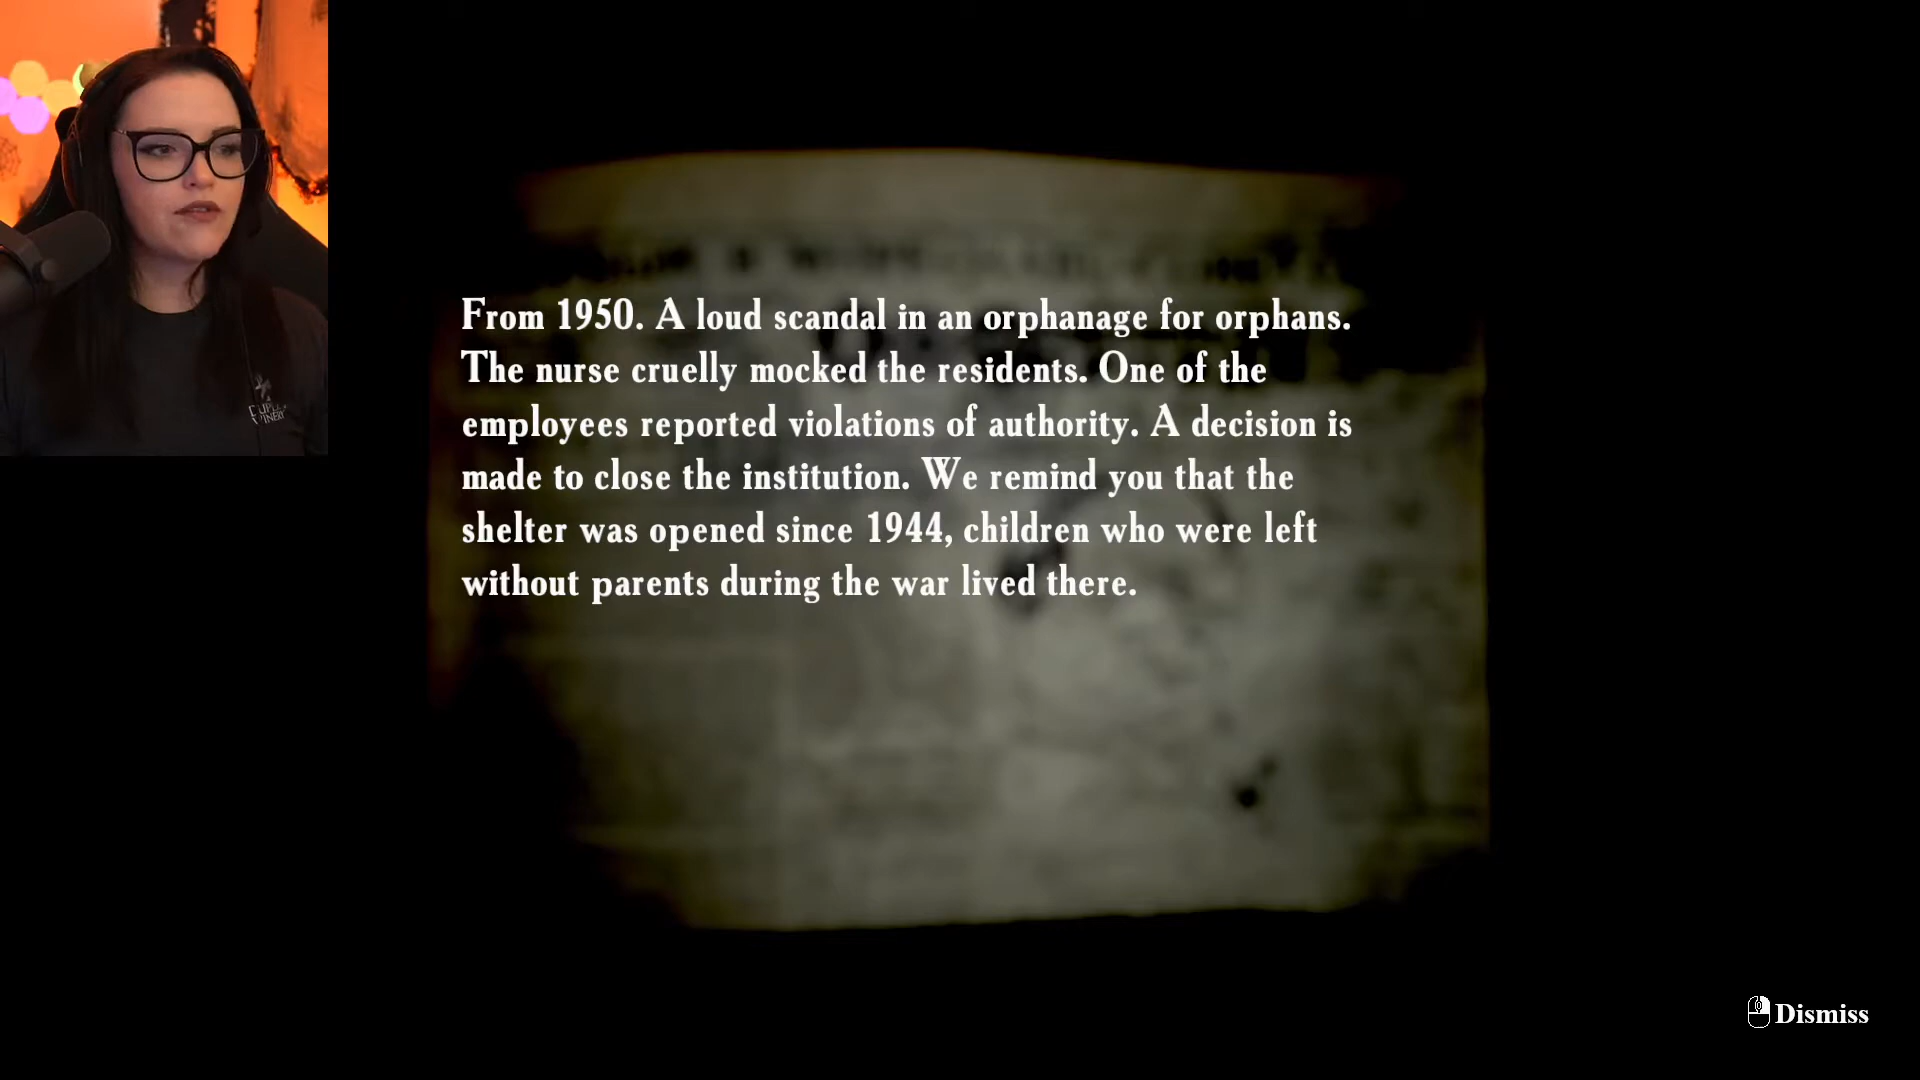 From 1950. A loud scandal in an orphanage for orphans.
The nurse cruelly mocked the residents. One of the
employees reported violations of authority. A decision is
made to close the institution. We remind you that the
shelter was opened since 1944, children who were left
without parents during the war lived there.
Dismiss